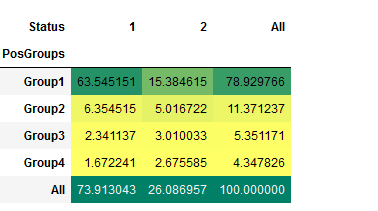 Status 1 2 All
PosGroups
Group1 63.545151 15.384615 78.929766
Group2 6.354515 5.016722 11.371237
Group3 2.341137 3.010033 5.351171
Group4 1.672241 2.675585 4.347826
All 73.913043 26.086957 100.000000